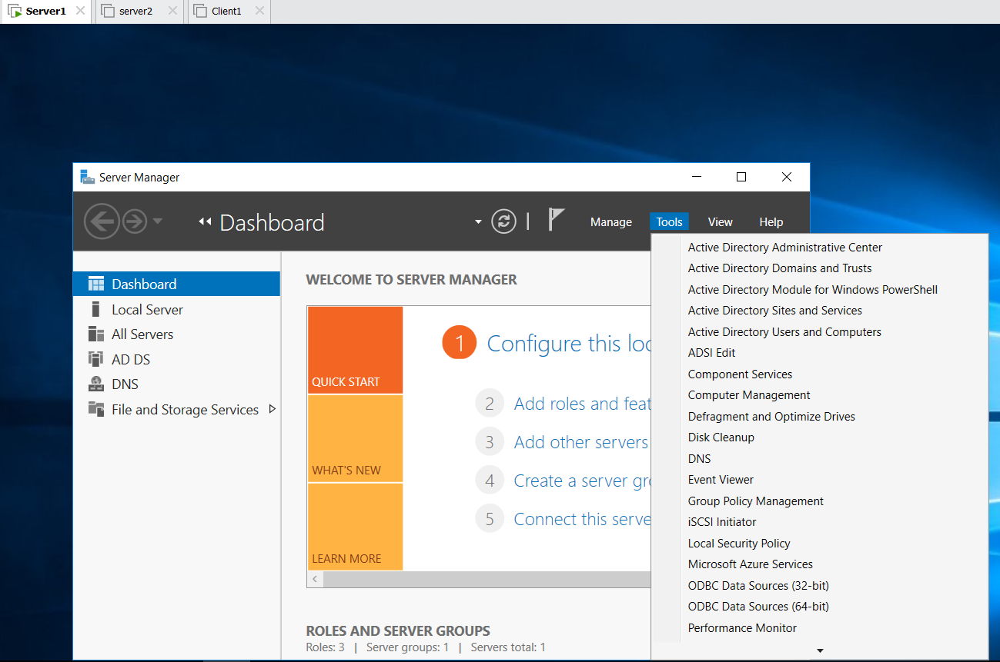 Server1
server2
Client1
Server Manager
Dashboard
Manage
Tools
View
Help
Dashboard
Local Server
All Servers
AD DS
DNS
File and Storage Services
WELCOME TO SERVER MANAGER
QUICK START
WHAT'S NEW
LEARN MORE
1 Configure this loc
2 Add roles and feat
3 Add other servers
4 Create a server gro
5 Connect this serve
ROLES AND SERVER GROUPS
Roles: 3 | Server groups: 1 | Servers total: 1
Active Directory Administrative Center
Active Directory Domains and Trusts
Active Directory Module for Windows PowerShell
Active Directory Sites and Services
Active Directory Users and Computers
ADSI Edit
Component Services
Computer Management
Defragment and Optimize Drives
Disk Cleanup
DNS
Event Viewer
Group Policy Management
iSCSI Initiator
Local Security Policy
Microsoft Azure Services
ODBC Data Sources (32-bit)
ODBC Data Sources (64-bit)
Performance Monitor